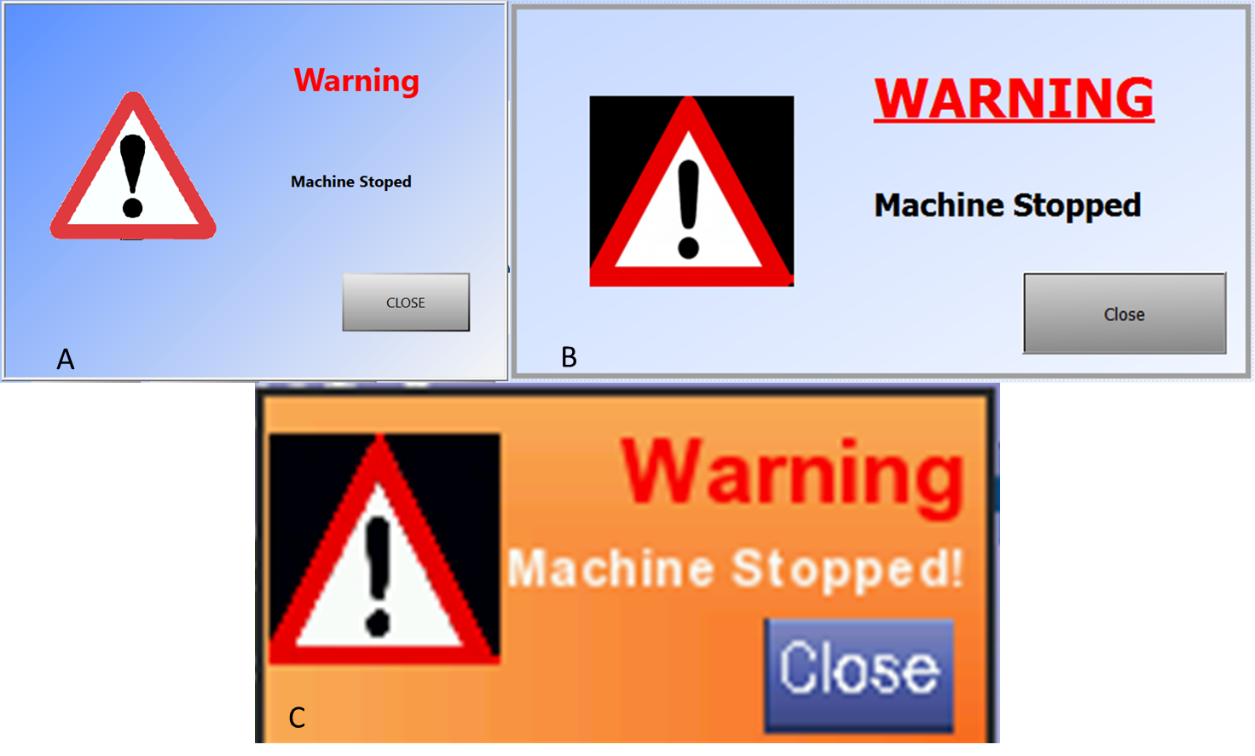 Warning
Machine Stoped
CLOSE
A
WARNING
Machine Stopped
Close
B
Warning
Machine Stopped!
Close
C